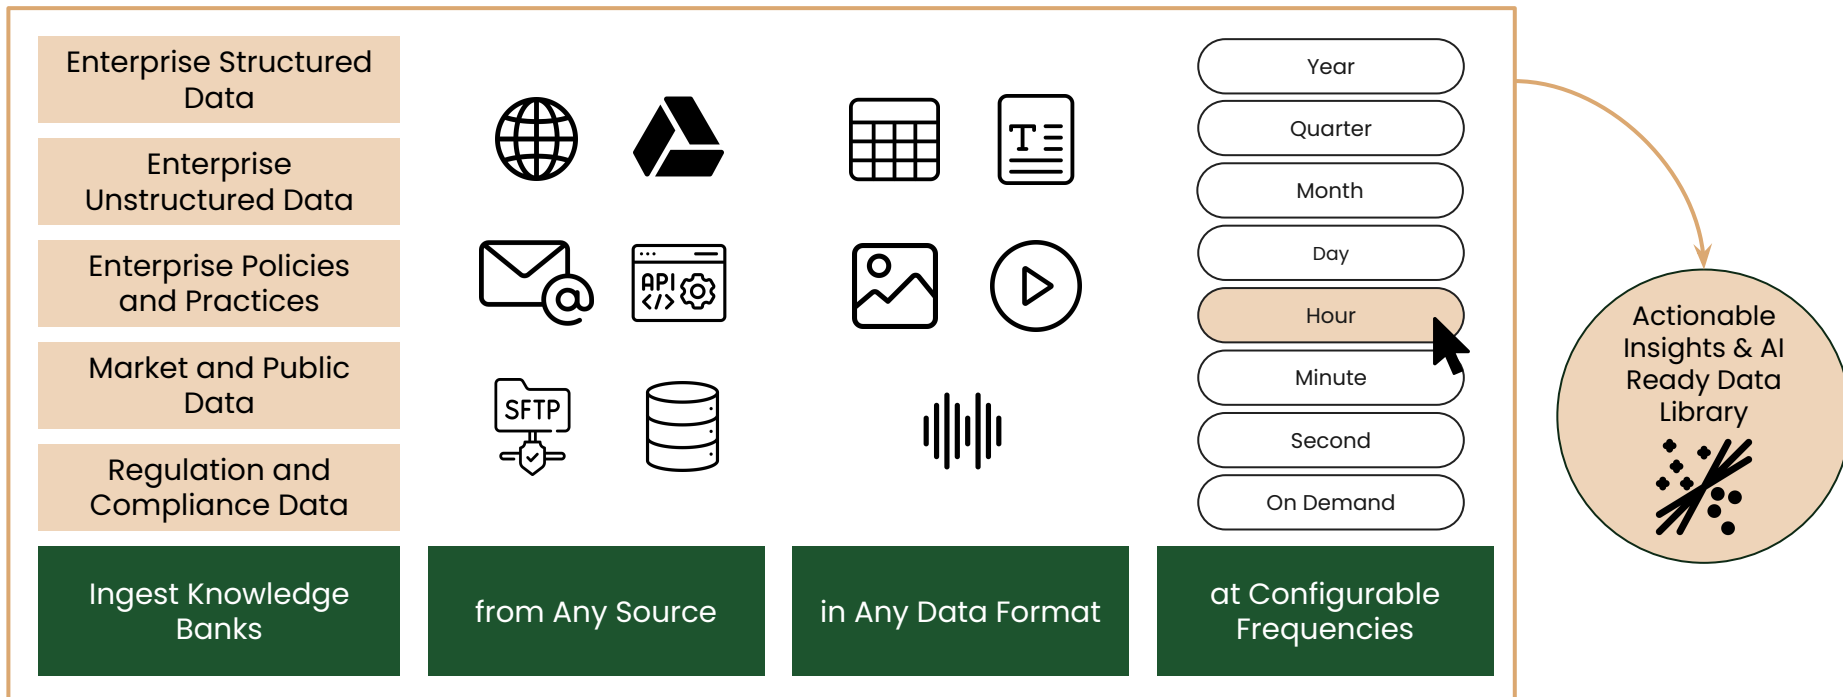 Enterprise Structured
Data
Enterprise
Unstructured Data
Enterprise Policies
and Practices
Market and Public
Data
Regulation and
Compliance Data
Ingest Knowledge
Banks
API
</>
SFTP
from Any Source
T
in Any Data Format
Year
Quarter
Month
Day
Hour
Minute
Second
On Demand
at Configurable
Frequencies
Actionable
Insights & AI
Ready Data
Library